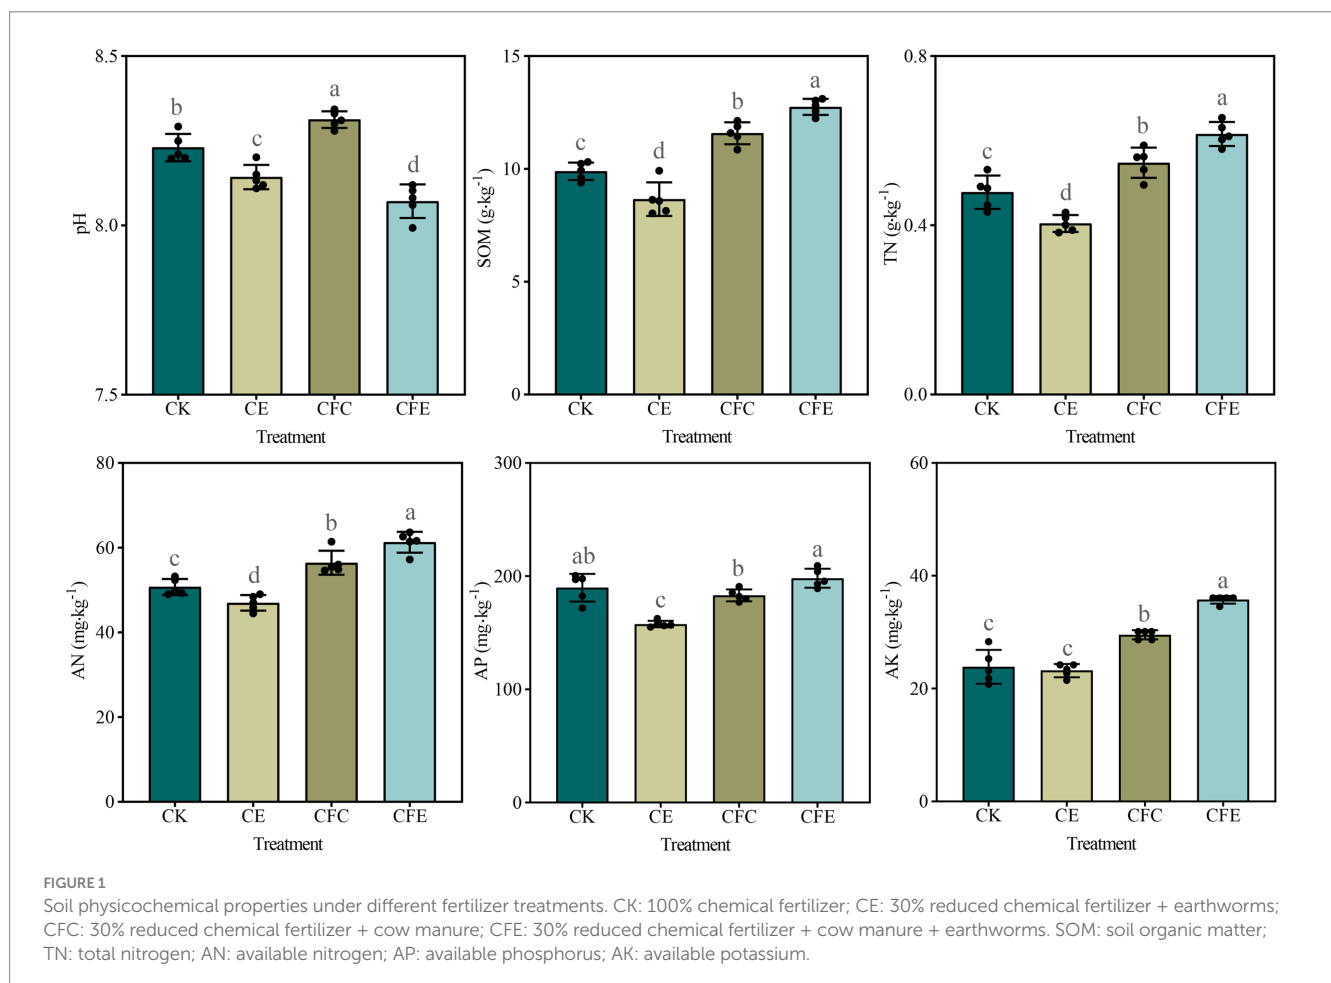 8.5
8.0
7.5
pH
b
c
a
d
CK CE CFC CFE
Treatment
15
10
5
0
SOM (g·kg⁻¹)
c
d
b
a
CK CE CFC CFE
Treatment
0.8
0.4
0.0
TN (g·kg⁻¹)
c
d
b
a
CK CE CFC CFE
Treatment
80
60
40
20
0
AN (mg·kg⁻¹)
c
d
b
a
CK CE CFC CFE
Treatment
300
200
100
0
AP (mg·kg⁻¹)
ab
c
b
a
CK CE CFC CFE
Treatment
60
40
20
0
AK (mg·kg⁻¹)
c
c
b
a
CK CE CFC CFE
Treatment
FIGURE 1
Soil physicochemical properties under different fertilizer treatments. CK: 100% chemical fertilizer; CE: 30% reduced chemical fertilizer + earthworms;
CFC: 30% reduced chemical fertilizer + cow manure; CFE: 30% reduced chemical fertilizer + cow manure + earthworms. SOM: soil organic matter;
TN: total nitrogen; AN: available nitrogen; AP: available phosphorus; AK: available potassium.